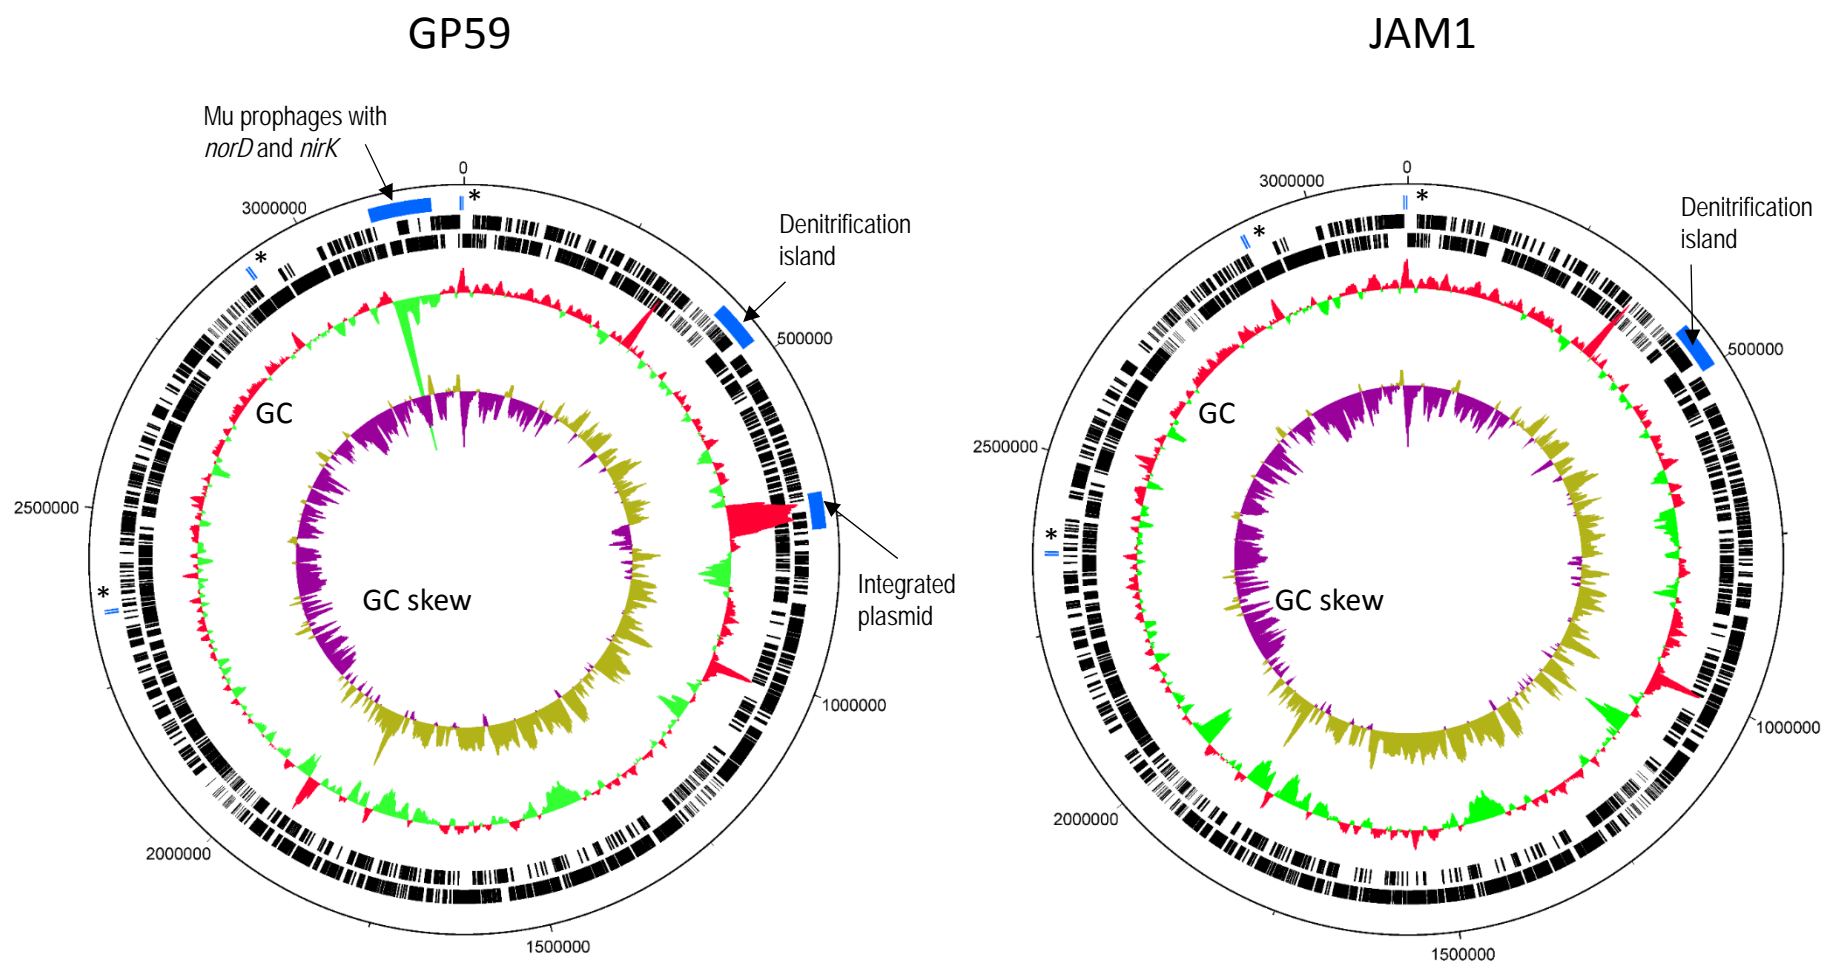 GP59
JAM1
Mu prophages with
norD and nirK
0
*
3000000
*
Denitrification
island
500000
GC
2500000
GC skew
*
Integrated
plasmid
1000000
2000000
1500000
0
*
3000000
*
Denitrification
island
500000
GC
2500000
*
GC skew
1000000
2000000
1500000